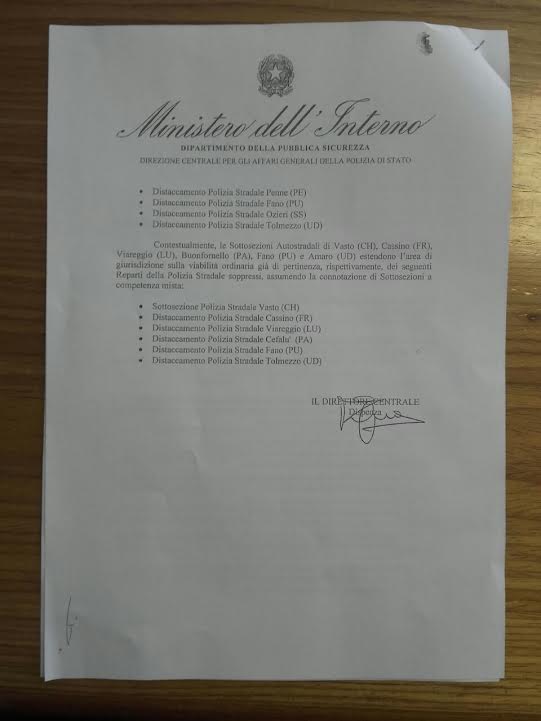 Ministero dell'Interno
DIPARTIMENTO DELLA PUBBLICA SICUREZZA
DIREZIONE CENTRALE PER GLI AFFARI GENERALI DELLA POLIZIA DI STATO
• Distaccamento Polizia Stradale Penne (PE)
• Distaccamento Polizia Stradale Fano (PU)
• Distaccamento Polizia Stradale Ozieri (SS)
• Distaccamento Polizia Stradale Tolmezzo (UD)
Contestualmente, le Sottosezioni Autostradali di Vasto (CH), Cassino (FR),
Viareggio (LU), Buonfornello (PA), Fano (PU) e Amaro (UD) estendono l'area di
giurisdizione sulla viabilità ordinaria già di pertinenza, rispettivamente, dei seguenti
Reparti della Polizia Stradale soppressi, assumendo la connotazione di Sottosezioni a
competenza mista:
• Sottosezione Polizia Stradale Vasto (CH)
• Distaccamento Polizia Stradale Cassino (FR)
• Distaccamento Polizia Stradale Viareggio (LU)
• Distaccamento Polizia Stradale Cefalu' (PA)
• Distaccamento Polizia Stradale Fano (PU)
• Distaccamento Polizia Stradale Tolmezzo (UD)
IL DIRETTORE CENTRALE
Dispenza